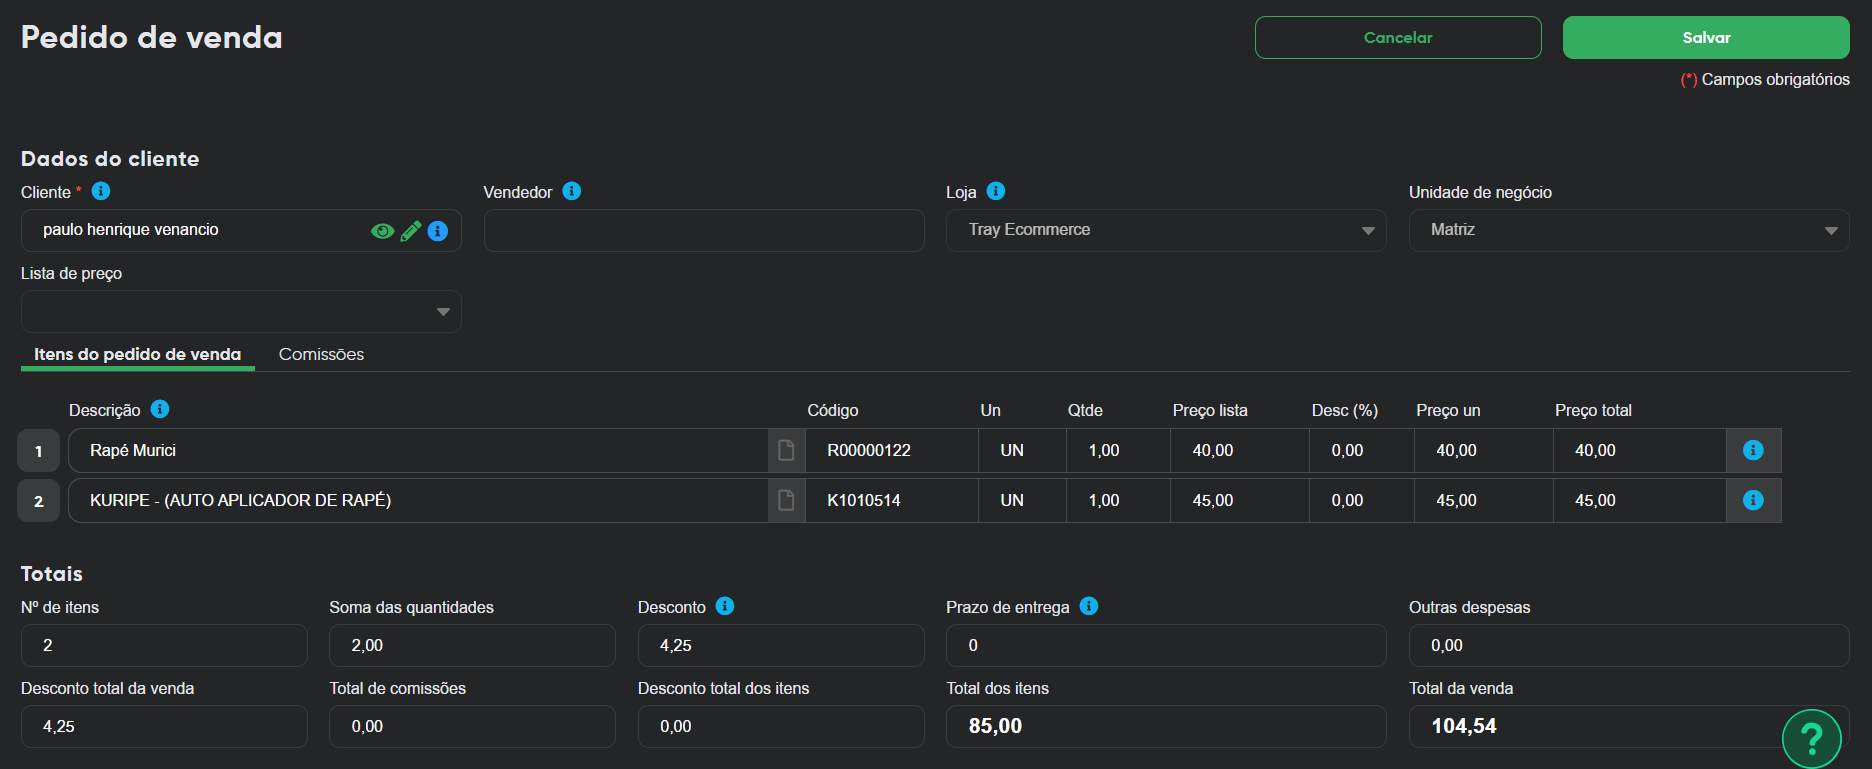 Pedido de venda
Cancelar
Salvar
(*) Campos obrigatórios
Dados do cliente
Cliente * Vendedor Loja Unidade de negócio
paulo henrique venancio Tray Ecommerce Matriz
Lista de preço
Itens do pedido de venda Comissões
Descrição Código Un Qtde Preço lista Desc (%) Preço un Preço total
1 Rapé Murici R00000122 UN 1,00 40,00 0,00 40,00 40,00
2 KURIPE - (AUTO APLICADOR DE RAPÉ) K1010514 UN 1,00 45,00 0,00 45,00 45,00
Totais
Nº de itens Soma das quantidades Desconto Prazo de entrega Outras despesas
2 2,00 4,25 0 0,00
Desconto total da venda Total de comissões Desconto total dos itens Total dos itens Total da venda
4,25 0,00 0,00 85,00 104,54
?